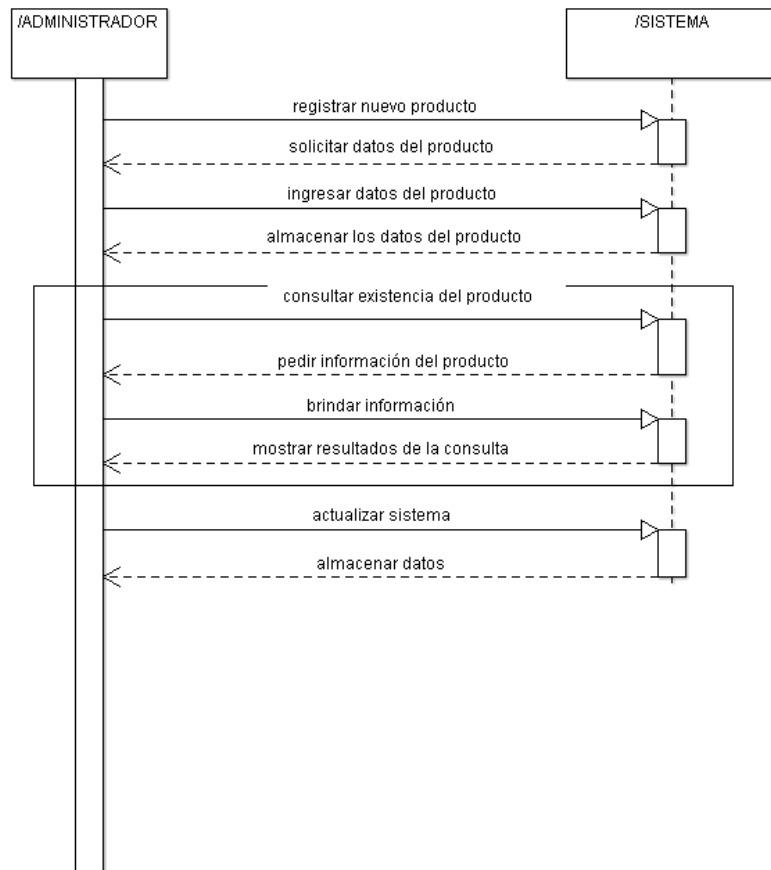 /ADMINISTRADOR
/SISTEMA
registrar nuevo producto
solicitar datos del producto
ingresar datos del producto
almacenar los datos del producto
consultar existencia del producto
pedir información del producto
brindar información
mostrar resultados de la consulta
actualizar sistema
almacenar datos